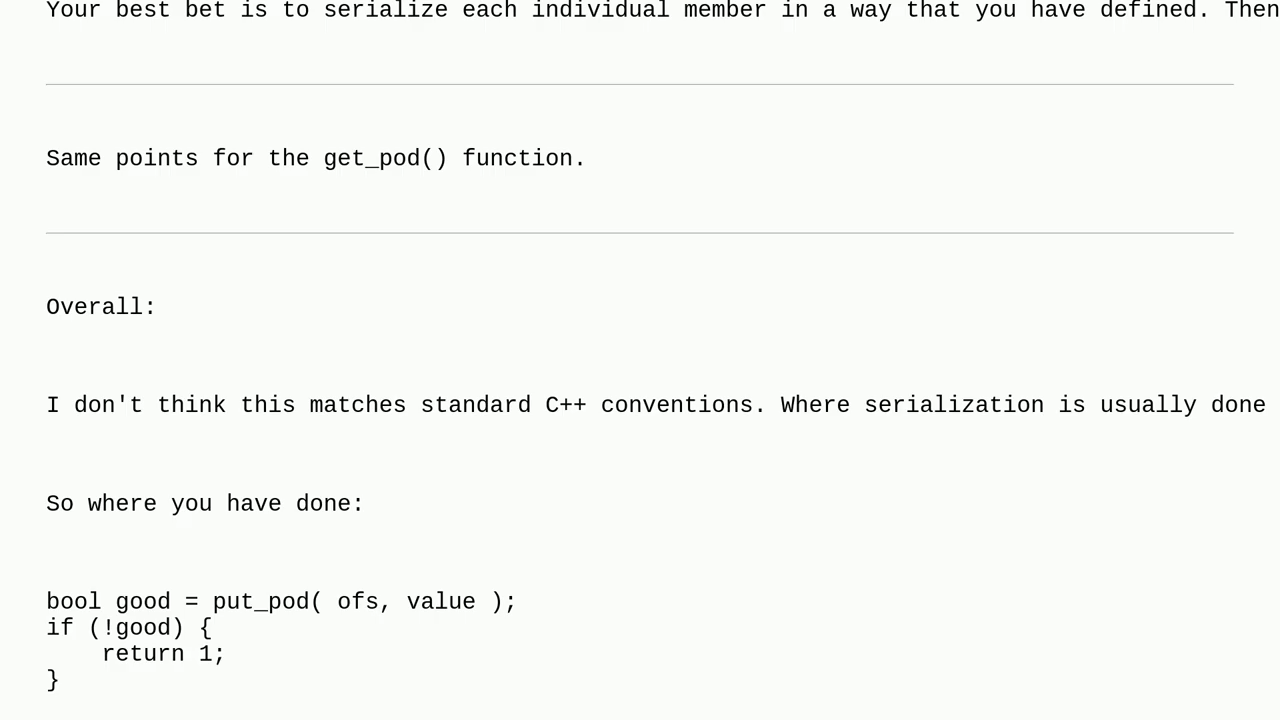 Your best bet is to serialize each individual member in a way that you have defined. Then
Same points for the get_pod() function.
Overall:
I don't think this matches standard C++ conventions. Where serialization is usually done
So where you have done:
bool good = put_pod( ofs, value );
if (!good) {
    return 1;
}